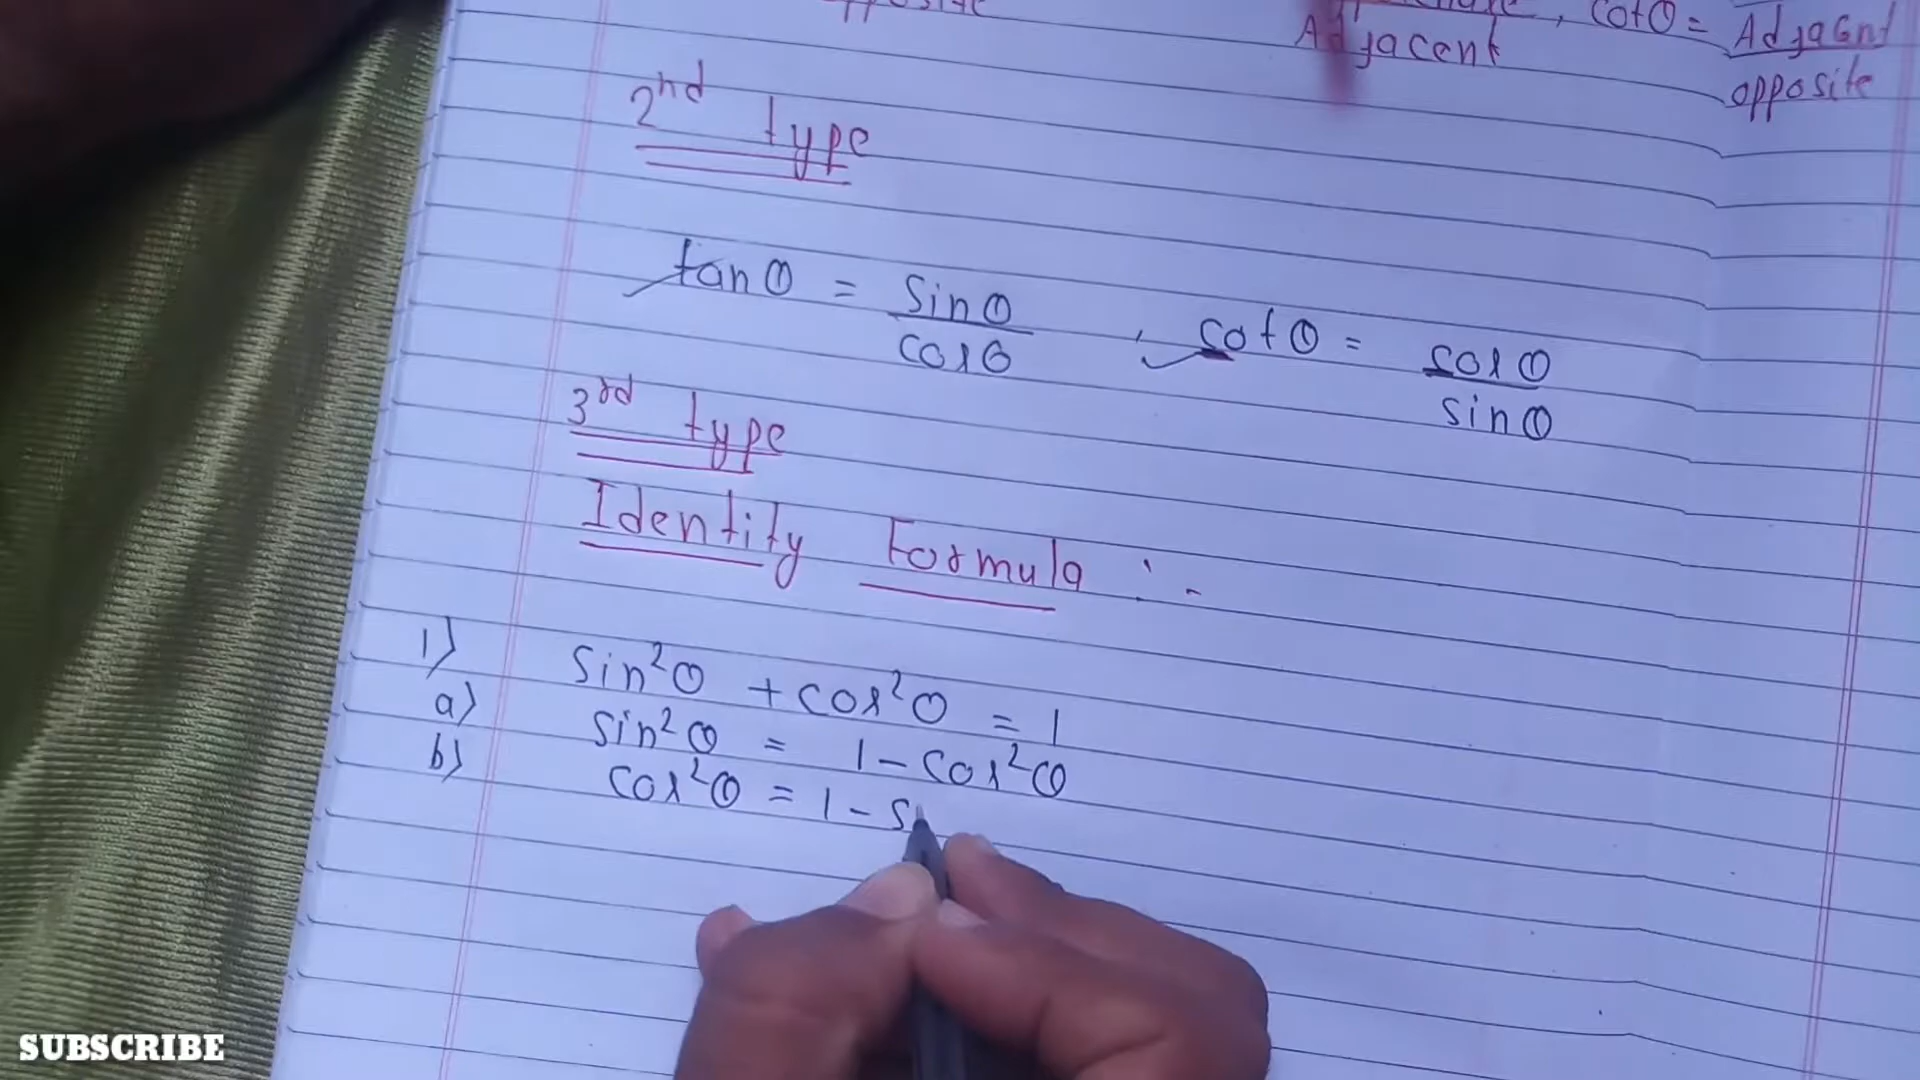 Adjacent , Cotθ = Adjacent / opposite
2nd type
tanθ = Sinθ / cosθ , cotθ = cosθ / sinθ
3rd type
Identity Formula :-
1) Sin²θ + cos²θ = 1
a) Sin²θ = 1 - cos²θ
b) cos²θ = 1 - S
SUBSCRIBE